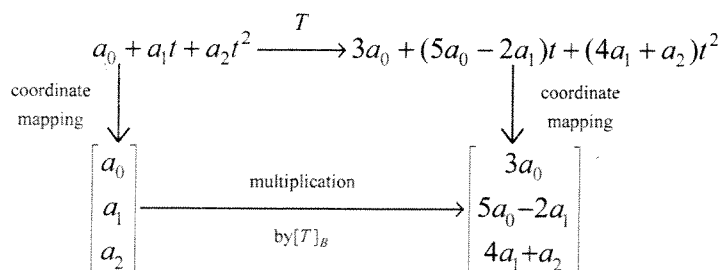 T
a₀ + a₁t + a₂t² ⟶ 3a₀ + (5a₀ − 2a₁)t + (4a₁ + a₂)t²
coordinate mapping
coordinate mapping
[a₀ a₁ a₂]
multiplication
by[T]_B
[3a₀ 5a₀−2a₁ 4a₁+a₂]